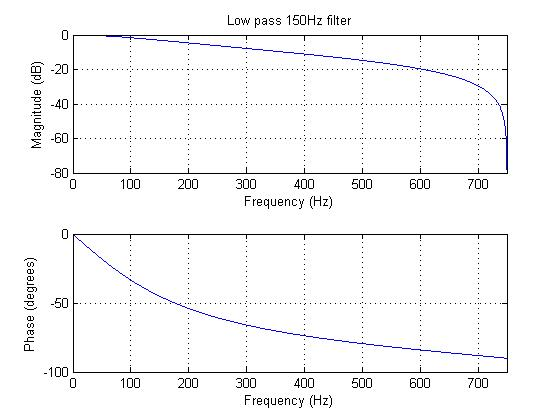 Low pass 150Hz filter
0
-20
-40
-60
-80
Magnitude (dB)
0 100 200 300 400 500 600 700
Frequency (Hz)
0
-50
-100
Phase (degrees)
0 100 200 300 400 500 600 700
Frequency (Hz)